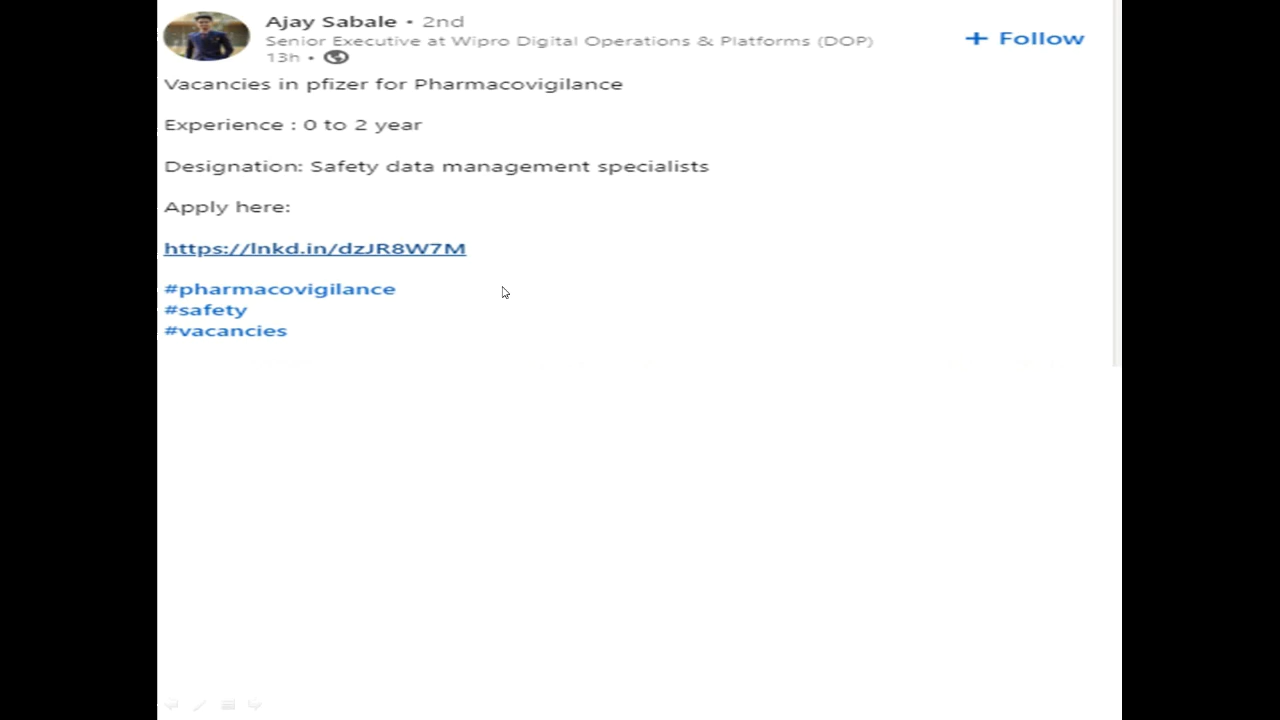 Ajay Sabale • 2nd
Senior Executive at Wipro Digital Operations & Platforms (DOP)
13h •
+ Follow
Vacancies in pfizer for Pharmacovigilance
Experience : 0 to 2 year
Designation: Safety data management specialists
Apply here:
https://lnkd.in/dzJR8W7M
#pharmacovigilance
#safety
#vacancies